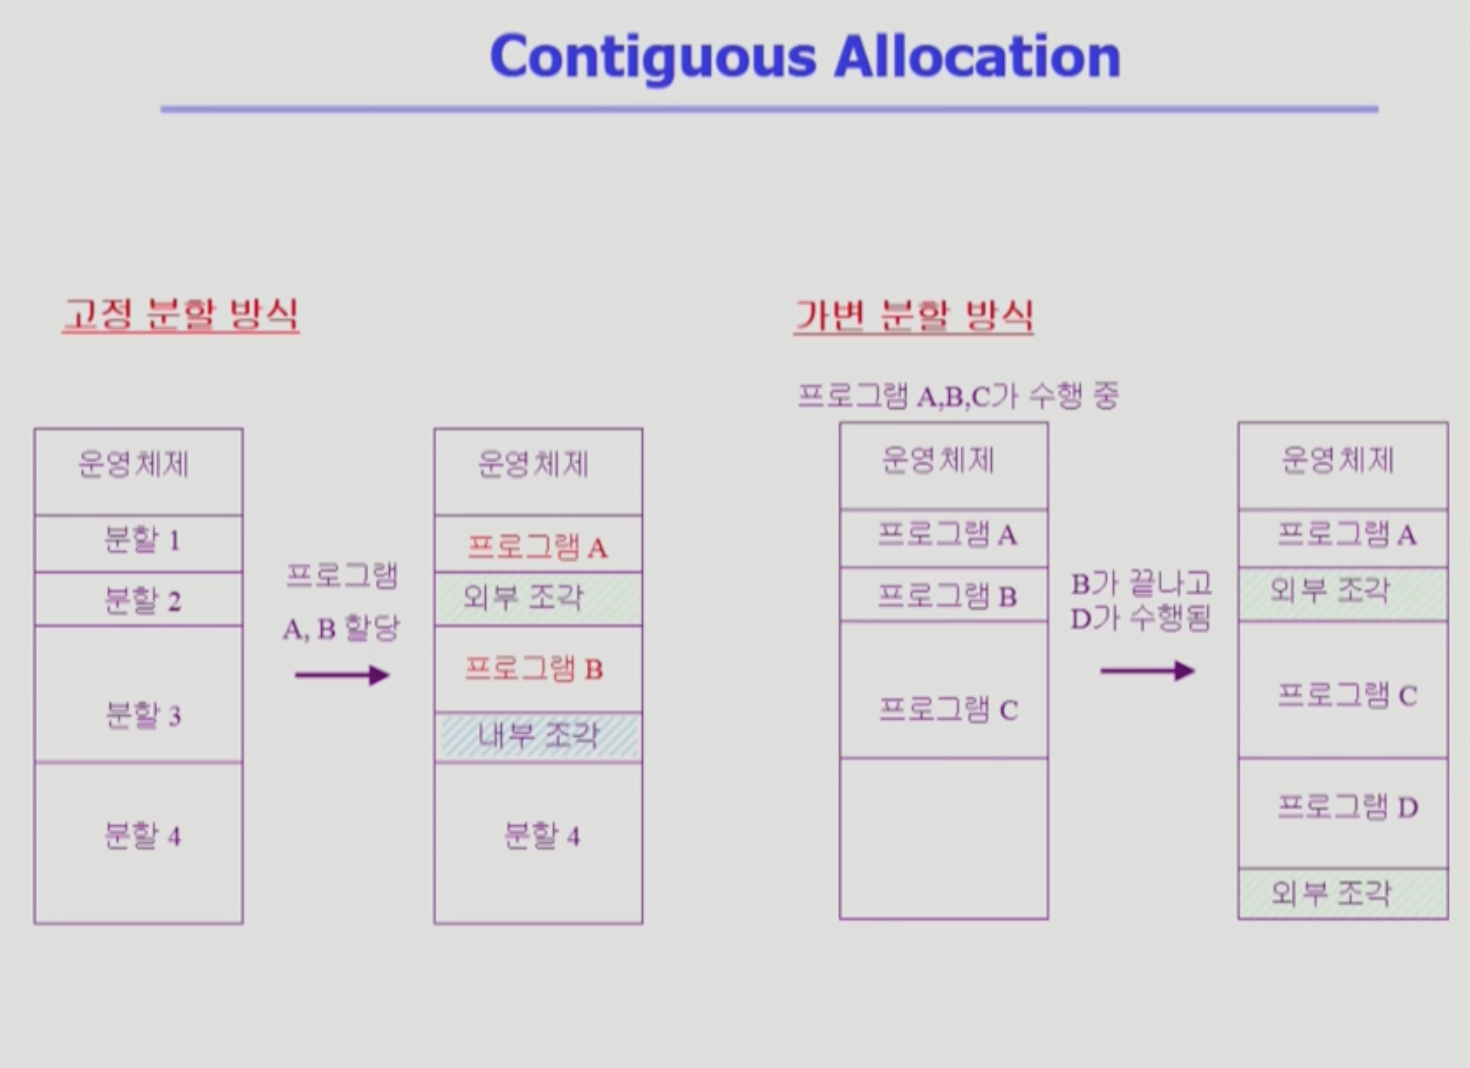 Contiguous Allocation
고정 분할 방식
운영체제
분할 1
분할 2
분할 3
분할 4
프로그램
A, B 할당
운영체제
프로그램 A
외부 조각
프로그램 B
내부 조각
분할 4
가변 분할 방식
프로그램 A,B,C가 수행 중
운영체제
프로그램 A
프로그램 B
프로그램 C
B가 끝나고
D가 수행됨
운영체제
프로그램 A
외부 조각
프로그램 C
프로그램 D
외부 조각